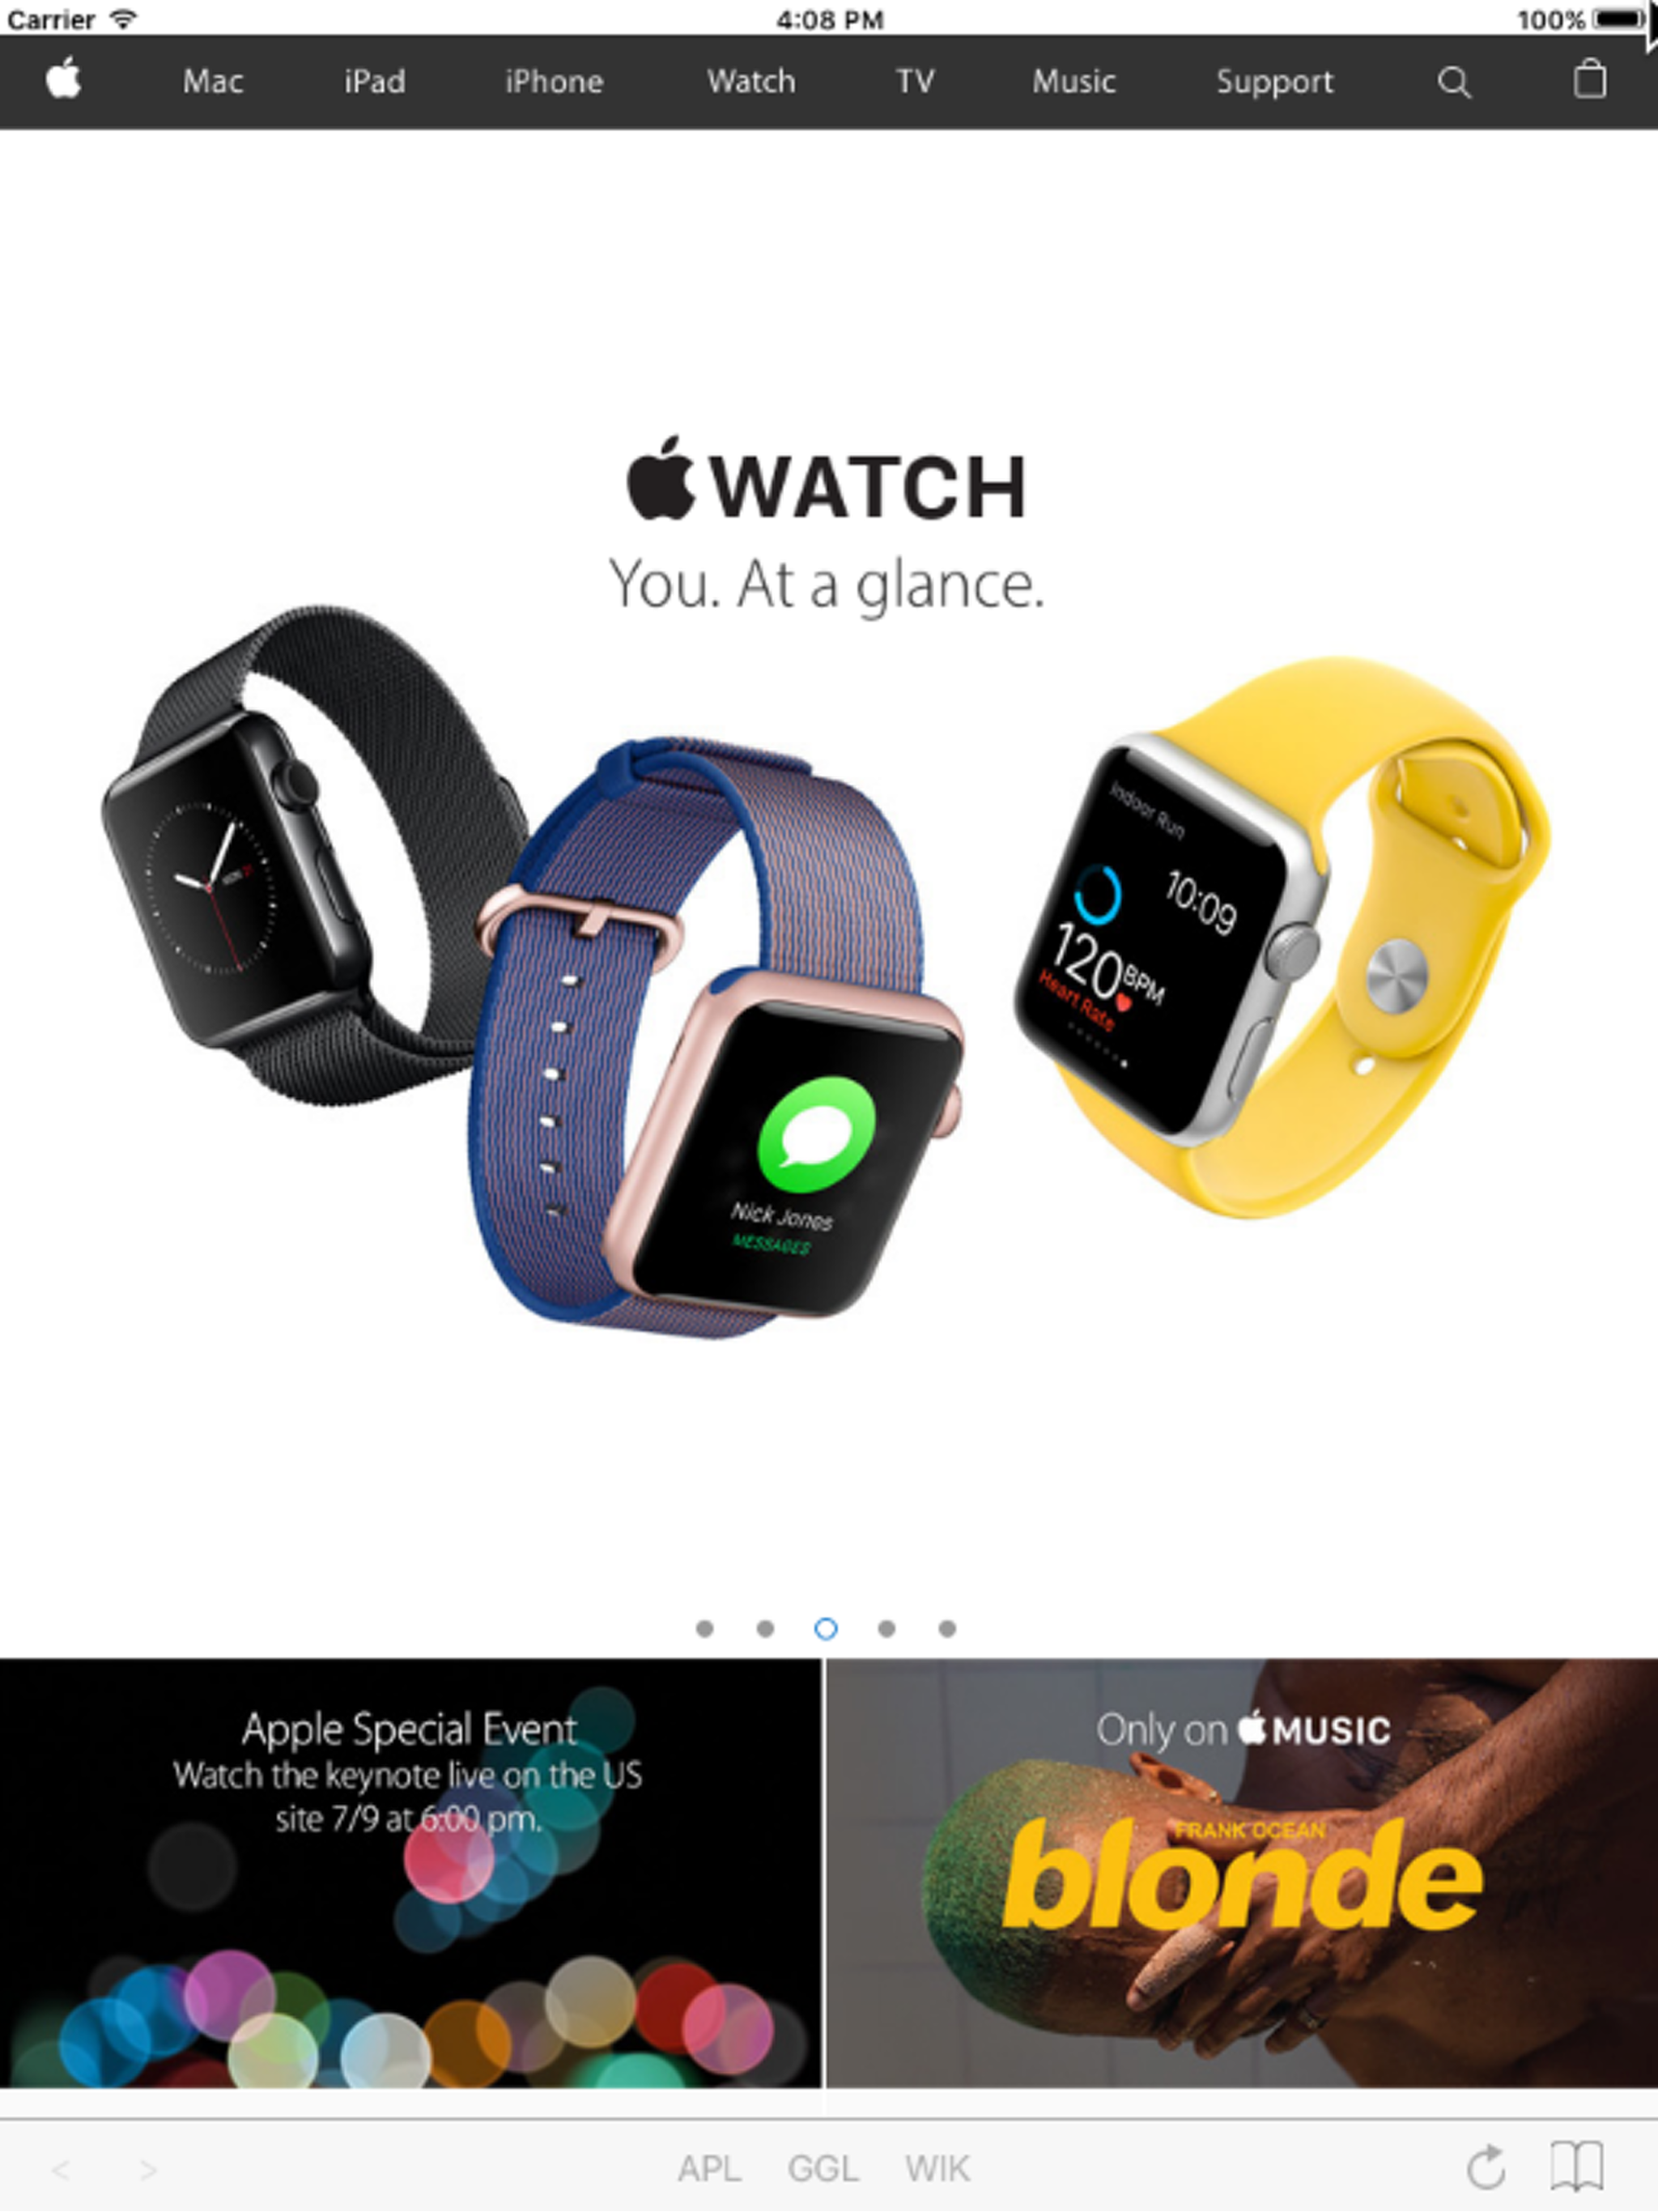 Carrier 4:08 PM 100%
Mac iPad iPhone Watch TV Music Support
WATCH
You. At a glance.
Indoor Run
10:09
120 BPM
Heart Rate
Nick Jones
MESSAGES
Apple Special Event
Watch the keynote live on the US
site 7/9 at 6:00 pm.
Only on MUSIC
FRANK OCEAN
blonde
< > APL GGL WIK